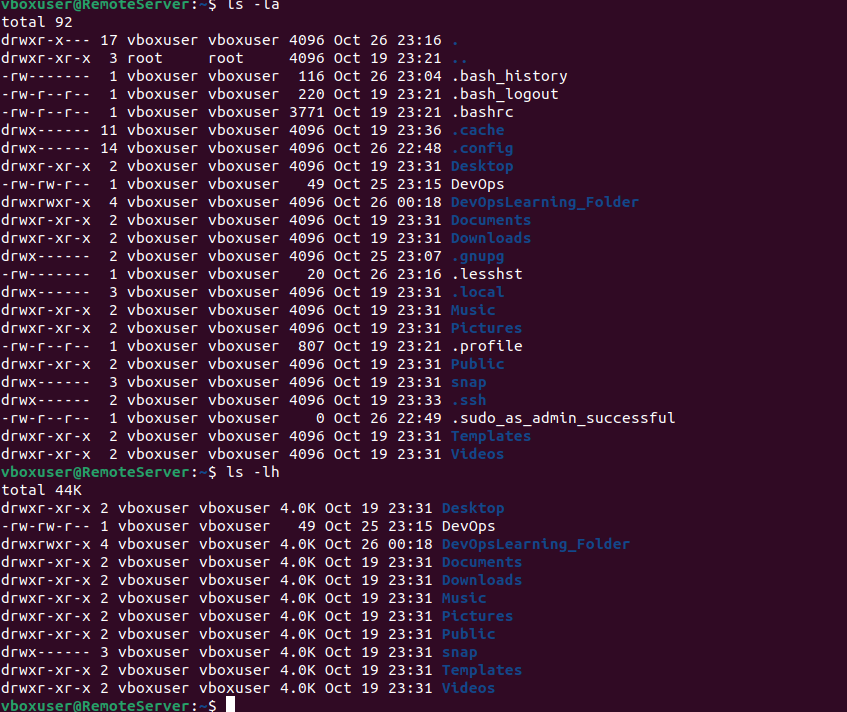 vboxuser@RemoteServer:~$ ls -la
total 92
drwxr-x--- 17 vboxuser vboxuser 4096 Oct 26 23:16 .
drwxr-xr-x  3 root     root     4096 Oct 19 23:21 ..
-rw-------  1 vboxuser vboxuser  116 Oct 26 23:04 .bash_history
-rw-r--r--  1 vboxuser vboxuser  220 Oct 19 23:21 .bash_logout
-rw-r--r--  1 vboxuser vboxuser 3771 Oct 19 23:21 .bashrc
drwx------ 11 vboxuser vboxuser 4096 Oct 19 23:36 .cache
drwx------ 14 vboxuser vboxuser 4096 Oct 26 22:48 .config
drwxr-xr-x  2 vboxuser vboxuser 4096 Oct 19 23:31 Desktop
-rw-rw-r--  1 vboxuser vboxuser   49 Oct 25 23:15 DevOps
drwxrwxr-x  4 vboxuser vboxuser 4096 Oct 26 00:18 DevOpsLearning_Folder
drwxr-xr-x  2 vboxuser vboxuser 4096 Oct 19 23:31 Documents
drwxr-xr-x  2 vboxuser vboxuser 4096 Oct 19 23:31 Downloads
drwx------  2 vboxuser vboxuser 4096 Oct 25 23:07 .gnupg
-rw-------  1 vboxuser vboxuser   20 Oct 26 23:16 .lesshst
drwx------  3 vboxuser vboxuser 4096 Oct 19 23:31 .local
drwxr-xr-x  2 vboxuser vboxuser 4096 Oct 19 23:31 Music
drwxr-xr-x  2 vboxuser vboxuser 4096 Oct 19 23:31 Pictures
-rw-r--r--  1 vboxuser vboxuser  807 Oct 19 23:21 .profile
drwxr-xr-x  2 vboxuser vboxuser 4096 Oct 19 23:31 Public
drwx------  3 vboxuser vboxuser 4096 Oct 19 23:31 snap
drwx------  2 vboxuser vboxuser 4096 Oct 19 23:33 .ssh
-rw-r--r--  1 vboxuser vboxuser    0 Oct 26 22:49 .sudo_as_admin_successful
drwxr-xr-x  2 vboxuser vboxuser 4096 Oct 19 23:31 Templates
drwxr-xr-x  2 vboxuser vboxuser 4096 Oct 19 23:31 Videos
vboxuser@RemoteServer:~$ ls -lh
total 44K
drwxr-xr-x 2 vboxuser vboxuser 4.0K Oct 19 23:31 Desktop
-rw-rw-r-- 1 vboxuser vboxuser   49 Oct 25 23:15 DevOps
drwxrwxr-x 4 vboxuser vboxuser 4.0K Oct 26 00:18 DevOpsLearning_Folder
drwxr-xr-x 2 vboxuser vboxuser 4.0K Oct 19 23:31 Documents
drwxr-xr-x 2 vboxuser vboxuser 4.0K Oct 19 23:31 Downloads
drwxr-xr-x 2 vboxuser vboxuser 4.0K Oct 19 23:31 Music
drwxr-xr-x 2 vboxuser vboxuser 4.0K Oct 19 23:31 Pictures
drwxr-xr-x 2 vboxuser vboxuser 4.0K Oct 19 23:31 Public
drwx------ 3 vboxuser vboxuser 4.0K Oct 19 23:31 snap
drwxr-xr-x 2 vboxuser vboxuser 4.0K Oct 19 23:31 Templates
drwxr-xr-x 2 vboxuser vboxuser 4.0K Oct 19 23:31 Videos
vboxuser@RemoteServer:~$